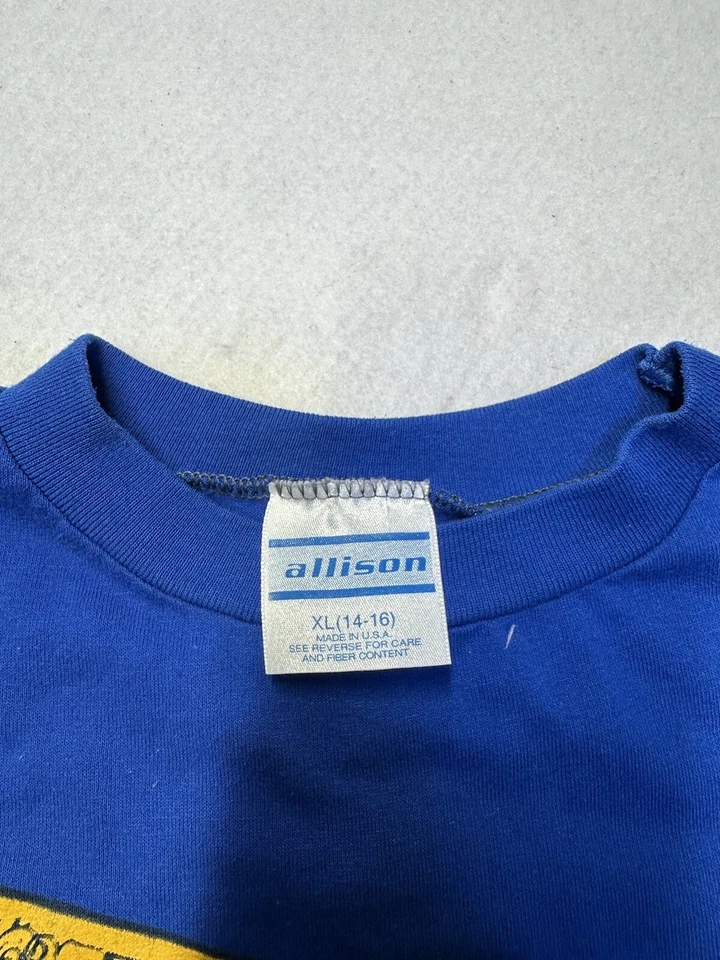 allison
XL(14-16)
MADE IN U.S.A.
SEE REVERSE FOR CARE
AND FIBER CONTENT